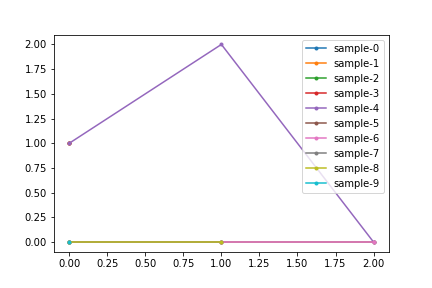 2.00
1.75
1.50
1.25
1.00
0.75
0.50
0.25
0.00
sample-0
sample-1
sample-2
sample-3
sample-4
sample-5
sample-6
sample-7
sample-8
sample-9
0.00 0.25 0.50 0.75 1.00 1.25 1.50 1.75 2.00